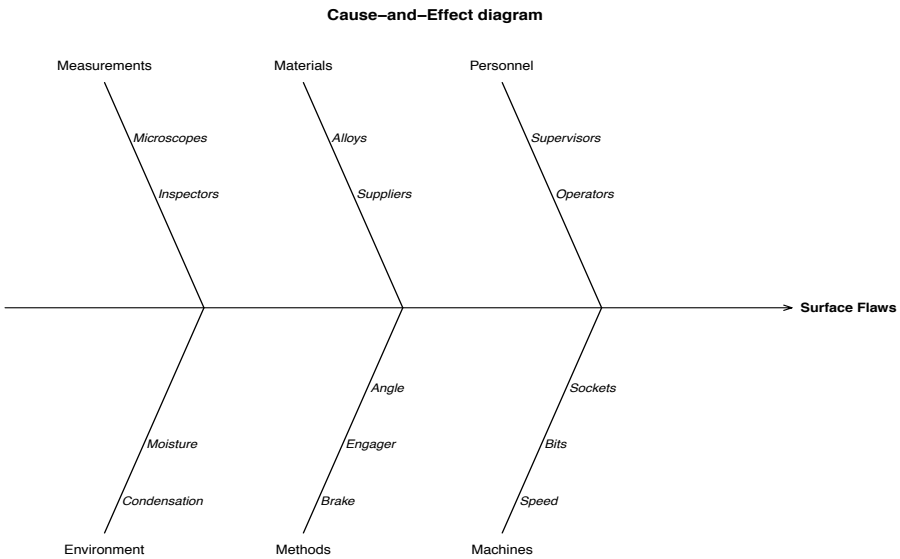 Cause−and−Effect diagram
Measurements
Materials
Personnel
Microscopes
Alloys
Supervisors
Inspectors
Suppliers
Operators
Surface Flaws
Angle
Sockets
Moisture
Engager
Bits
Condensation
Brake
Speed
Environment
Methods
Machines